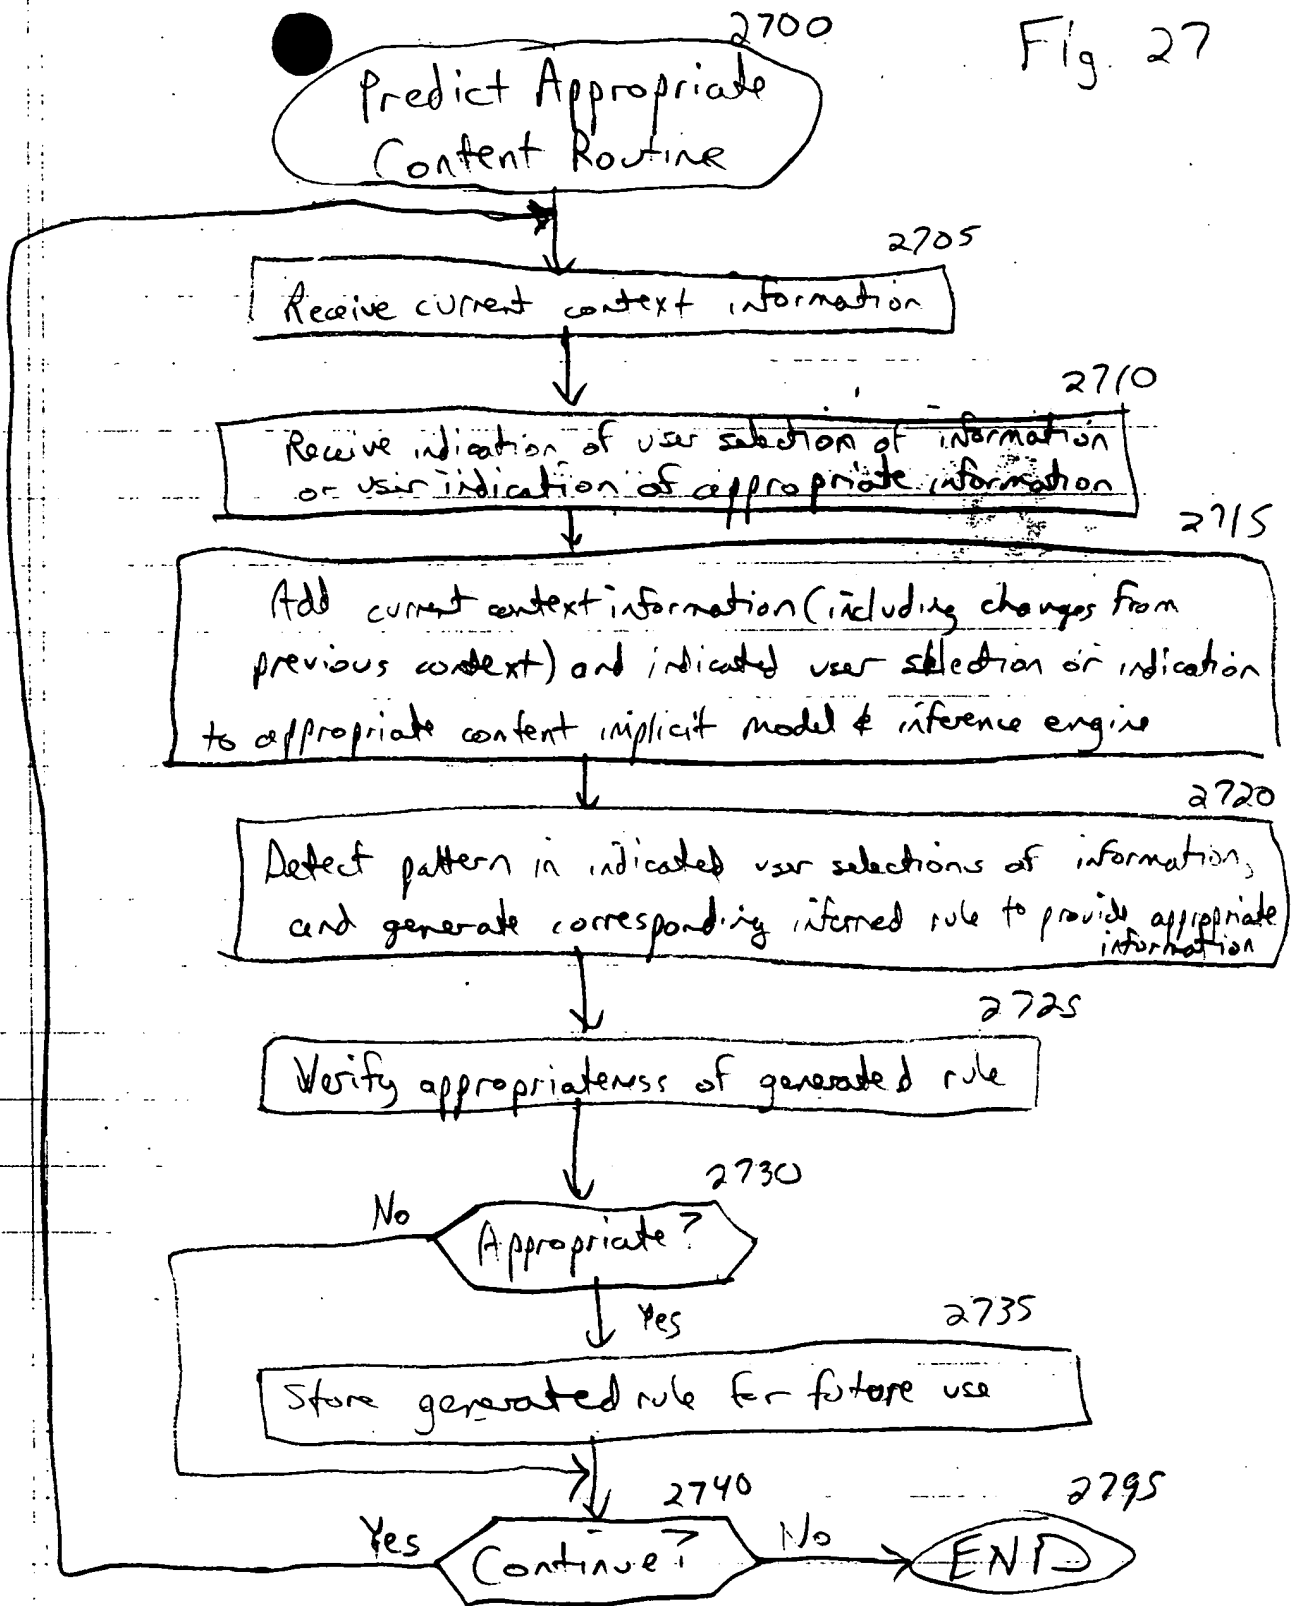 2700
Fig. 27
Predict Appropriate
Content Routine
2705
Receive current context information
2710
Receive indication of user selection of information
or user indication of appropriate information
2715
Add current context information (including changes from
previous context) and indicated user selection or indication
to appropriate content implicit model & inference engine
2720
Detect pattern in indicated user selections of information,
and generate corresponding inferred rule to provide appropriate
information
2725
Verify appropriateness of generated rule
2730
No
Appropriate?
Yes
2735
Store generated rule for future use
2740
2795
Yes
Continue?
No
END